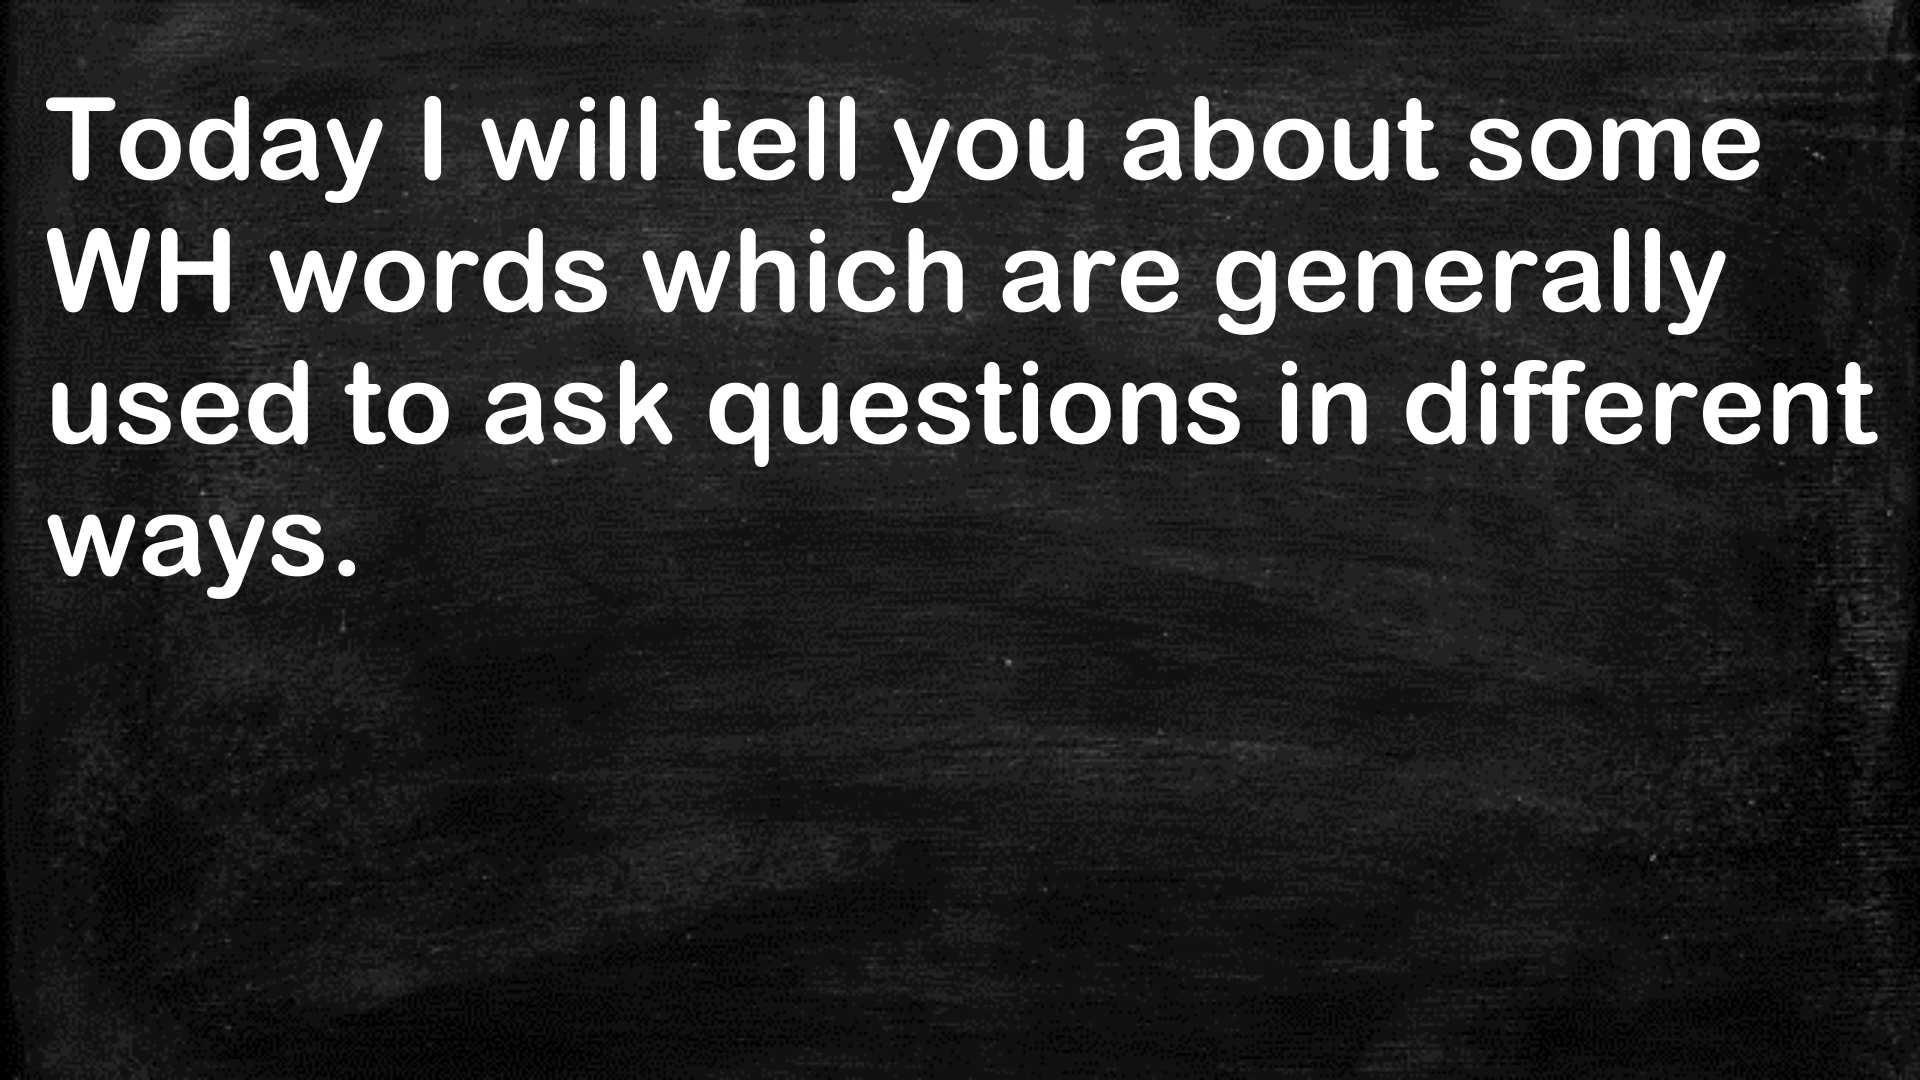 Today I will tell you about some
WH words which are generally
used to ask questions in different
ways.